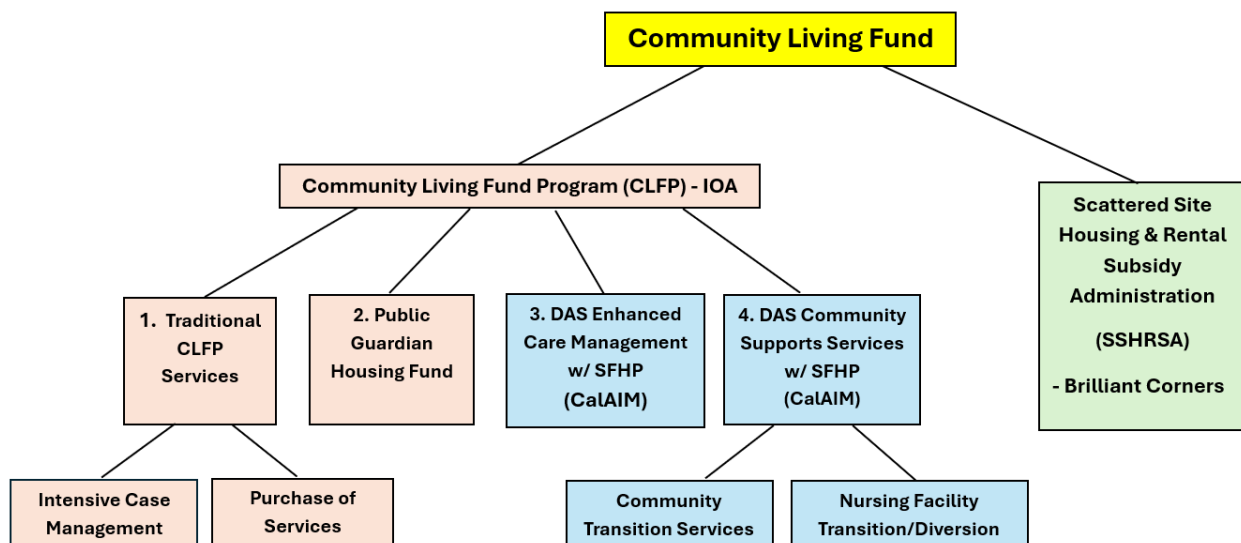 Community Living Fund
Community Living Fund Program (CLFP) - IOA
Scattered Site
Housing & Rental
Subsidy
Administration
(SSHRSA)
- Brilliant Corners
1. Traditional
CLFP
Services
2. Public
Guardian
Housing Fund
3. DAS Enhanced
Care Management
w/ SFHP
(CalAIM)
4. DAS Community
Supports Services
w/ SFHP
(CalAIM)
Intensive Case
Management
Purchase of
Services
Community
Transition Services
Nursing Facility
Transition/Diversion